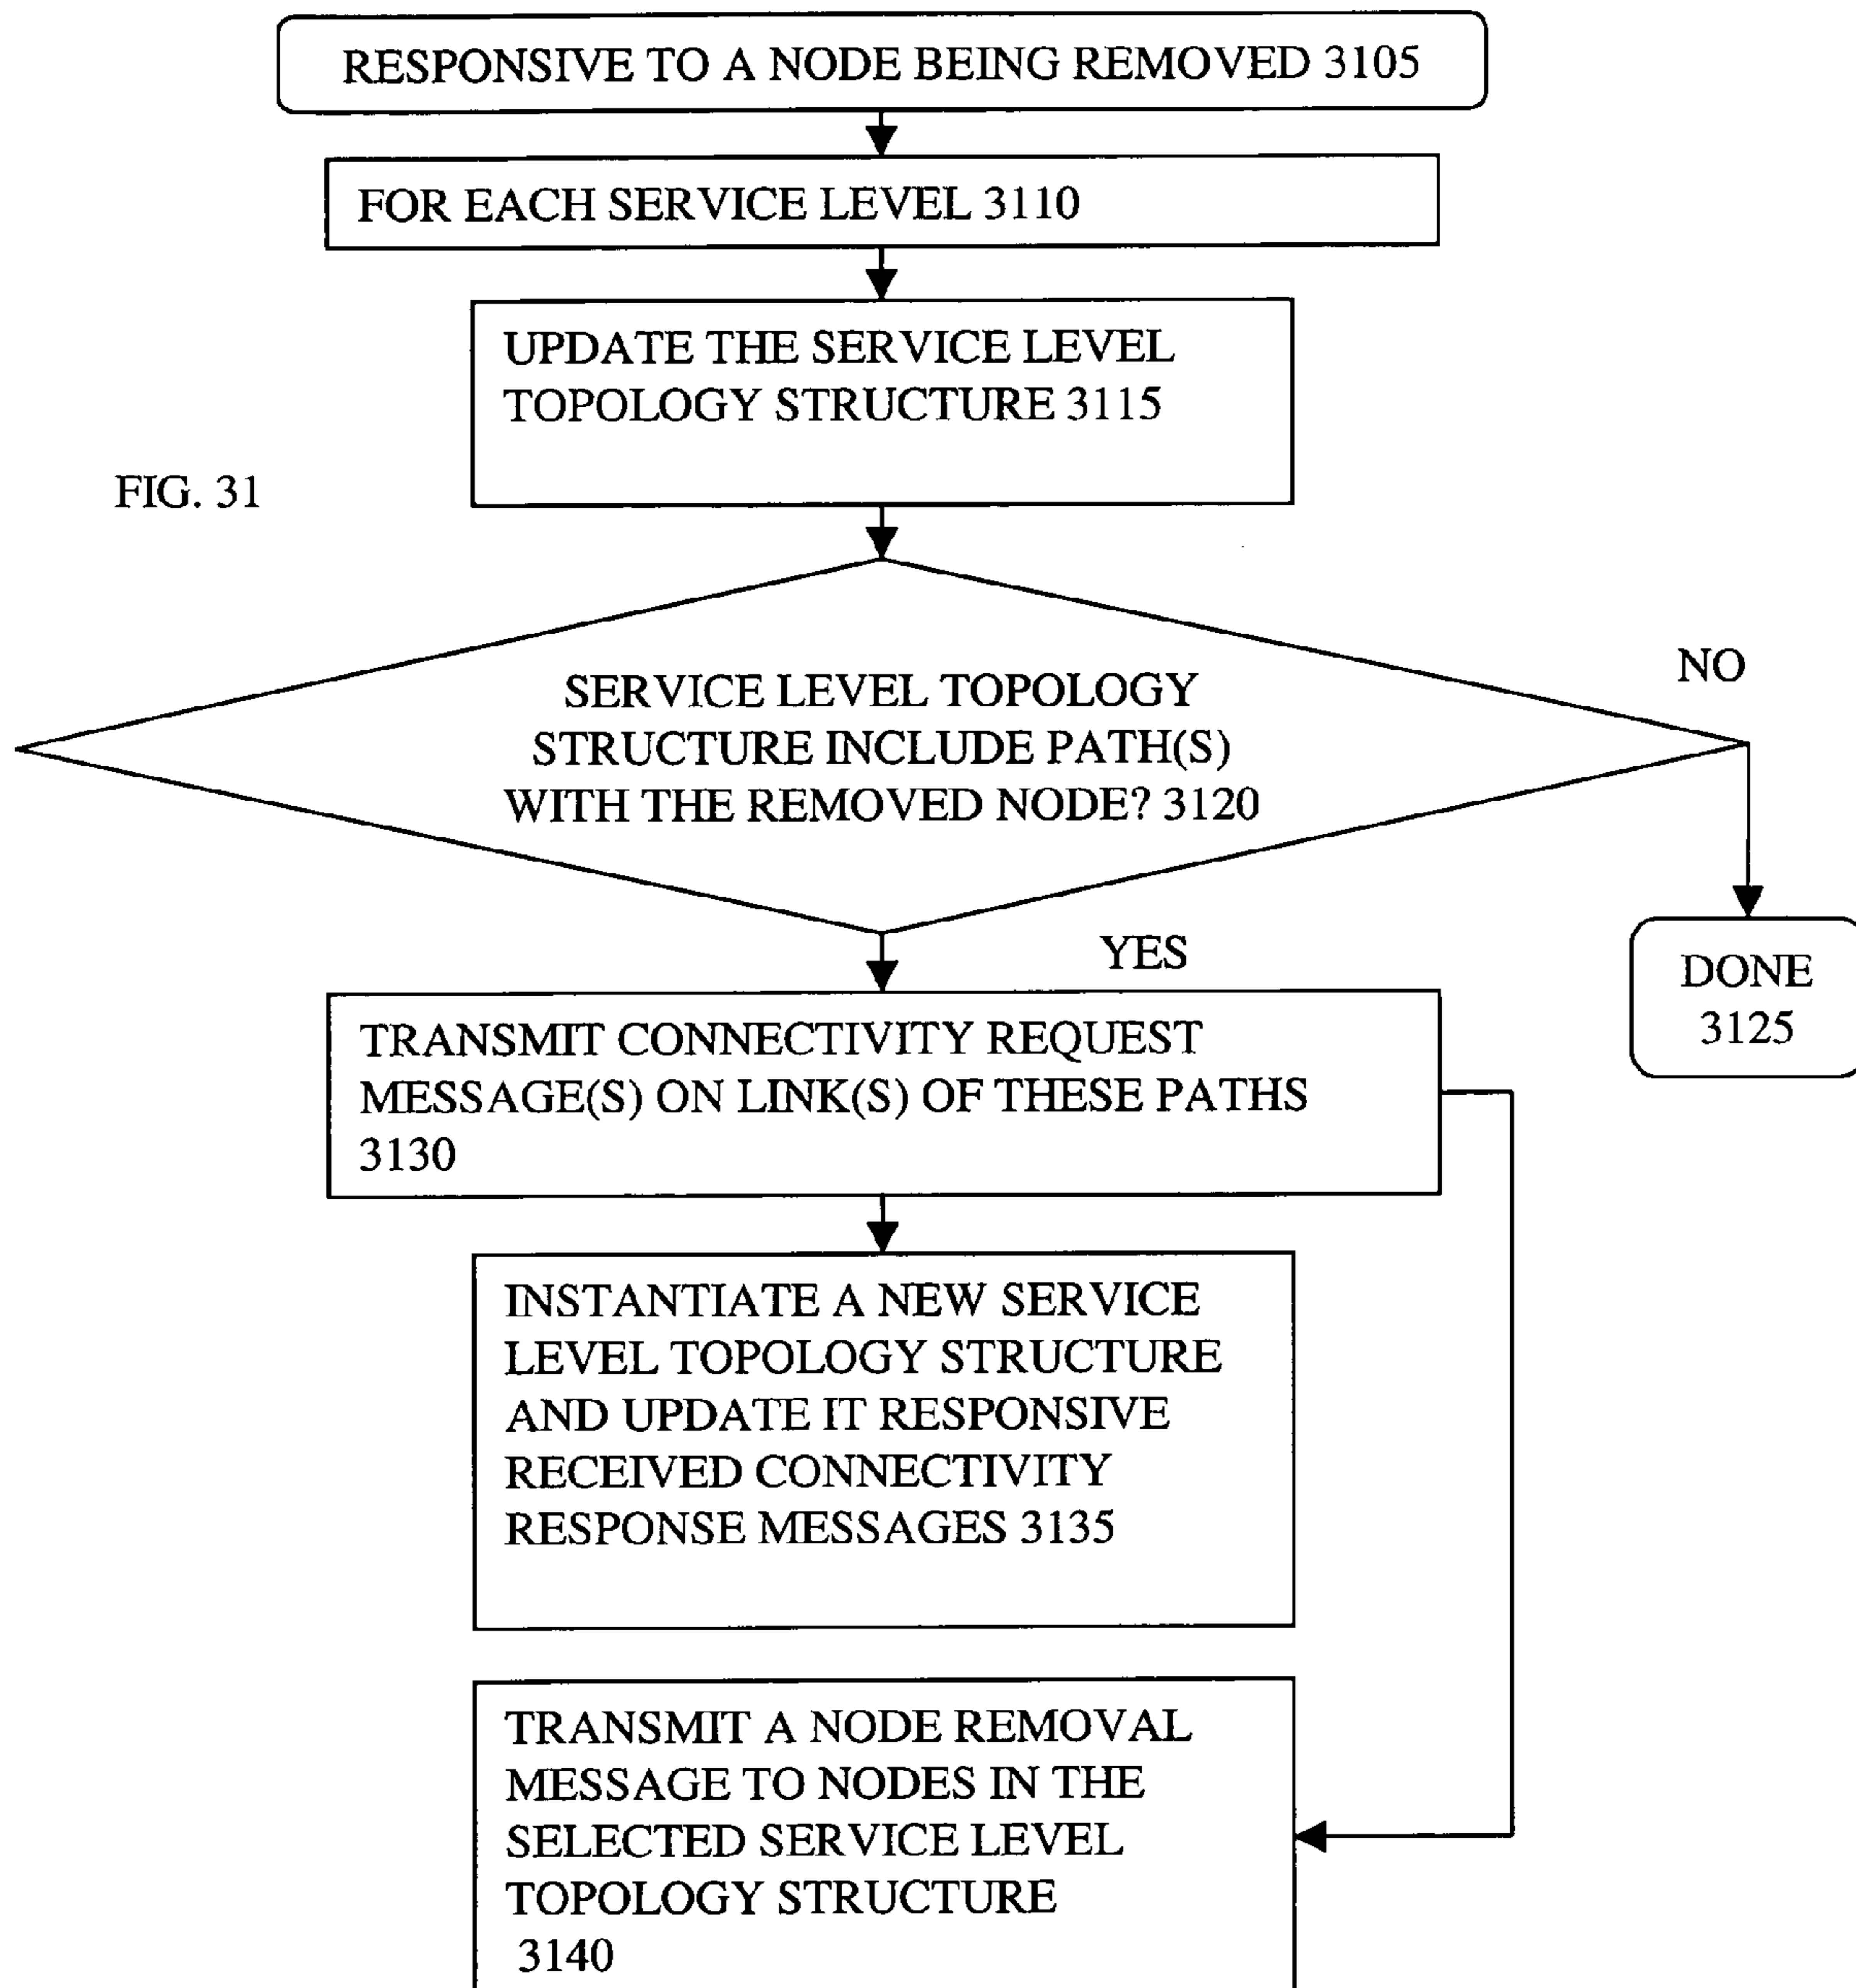 RESPONSIVE TO A NODE BEING REMOVED 3105
FOR EACH SERVICE LEVEL 3110
UPDATE THE SERVICE LEVEL
TOPOLOGY STRUCTURE 3115
FIG. 31
SERVICE LEVEL TOPOLOGY
STRUCTURE INCLUDE PATH(S)
WITH THE REMOVED NODE? 3120
NO
DONE
3125
YES
TRANSMIT CONNECTIVITY REQUEST
MESSAGE(S) ON LINK(S) OF THESE PATHS
3130
INSTANTIATE A NEW SERVICE
LEVEL TOPOLOGY STRUCTURE
AND UPDATE IT RESPONSIVE
RECEIVED CONNECTIVITY
RESPONSE MESSAGES 3135
TRANSMIT A NODE REMOVAL
MESSAGE TO NODES IN THE
SELECTED SERVICE LEVEL
TOPOLOGY STRUCTURE
3140